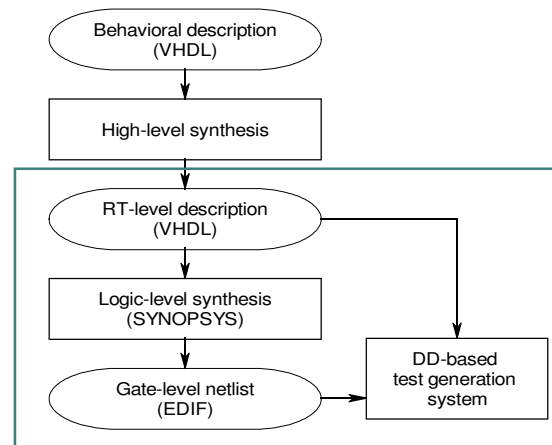 Behavioral description
(VHDL)
High-level synthesis
RT-level description
(VHDL)
Logic-level synthesis
(SYNOPSYS)
Gate-level netlist
(EDIF)
DD-based
test generation
system